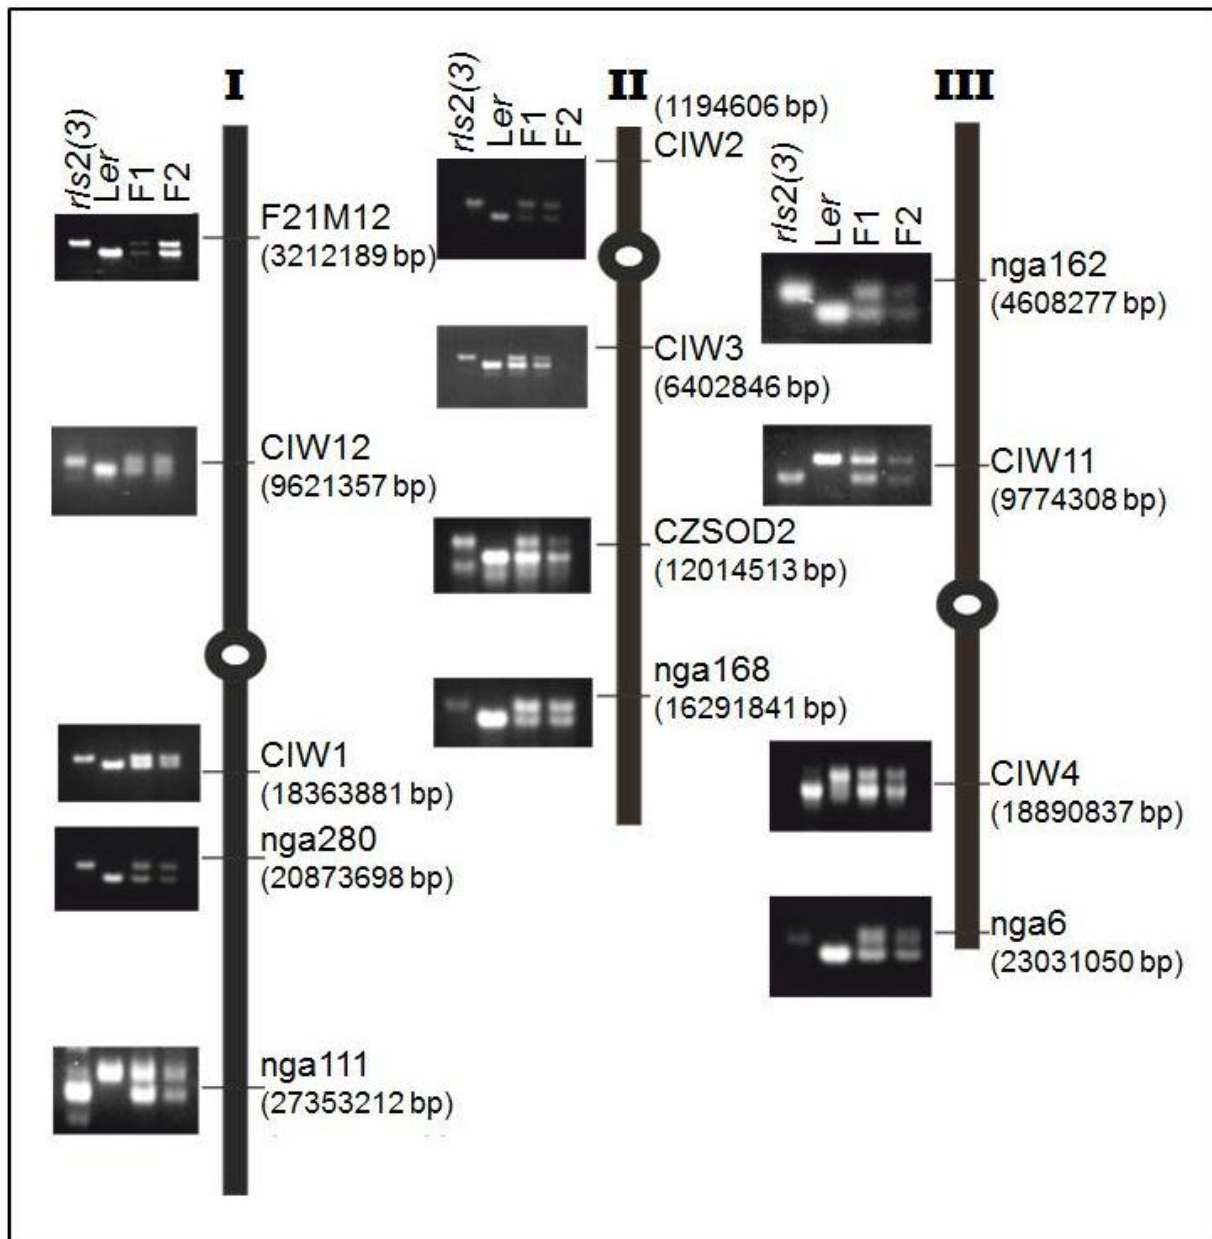 I
rls2(3)
Ler
F1
F2
F21M12
(3212189 bp)
CIW12
(9621357 bp)
CIW1
(18363881 bp)
nga280
(20873698 bp)
nga111
(27353212 bp)
II
rls2(3)
Ler
F1
F2
(1194606 bp)
CIW2
CIW3
(6402846 bp)
CZSOD2
(12014513 bp)
nga168
(16291841 bp)
III
rls2(3)
Ler
F1
F2
nga162
(4608277 bp)
CIW11
(9774308 bp)
CIW4
(18890837 bp)
nga6
(23031050 bp)